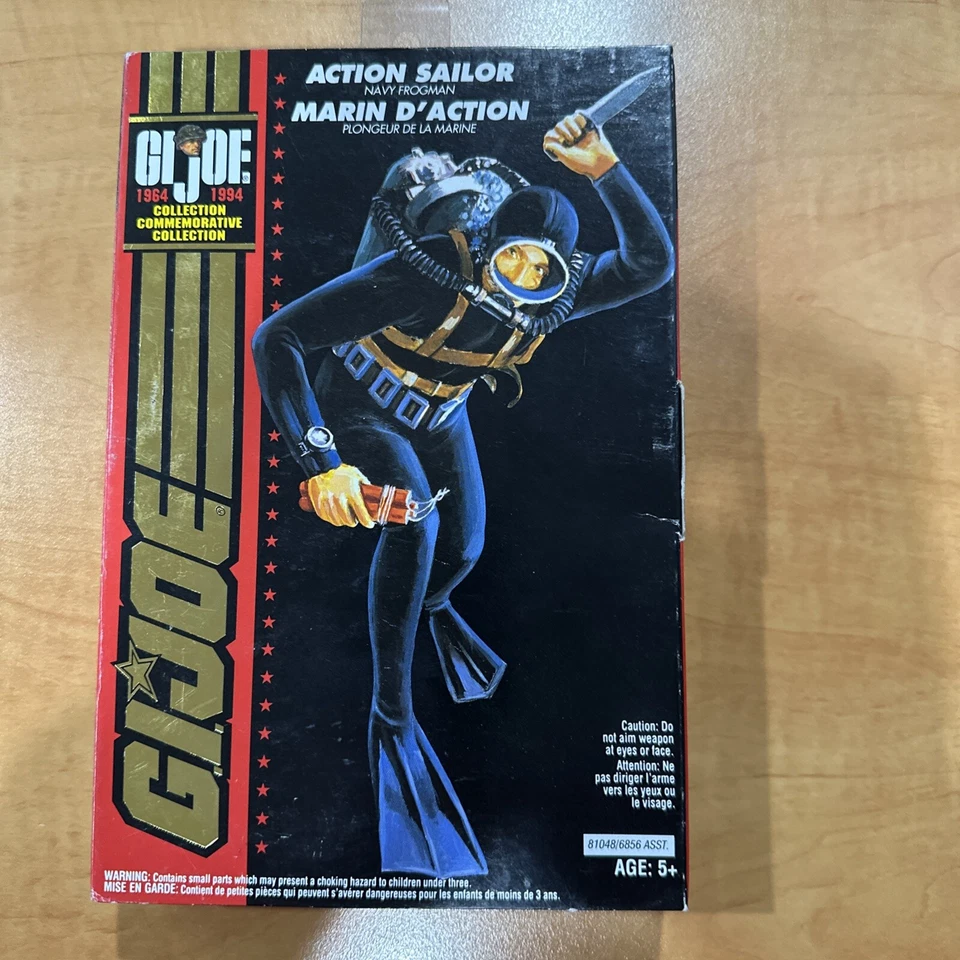 ACTION SAILOR
NAVY FROGMAN
MARIN D'ACTION
PLONGEUR DE LA MARINE
GI JOE®
1964 1994
COLLECTION
COMMEMORATIVE
COLLECTION
G.I. JOE®
Caution: Do
not aim weapon
at eyes or face.
Attention: Ne
pas diriger l'arme
vers les yeux ou
le visage.
81048/6856 ASST.
AGE: 5+
WARNING: Contains small parts which may present a choking hazard to children under three.
MISE EN GARDE: Contient de petites pièces qui peuvent s'avérer dangereuses pour les enfants de moins de 3 ans.